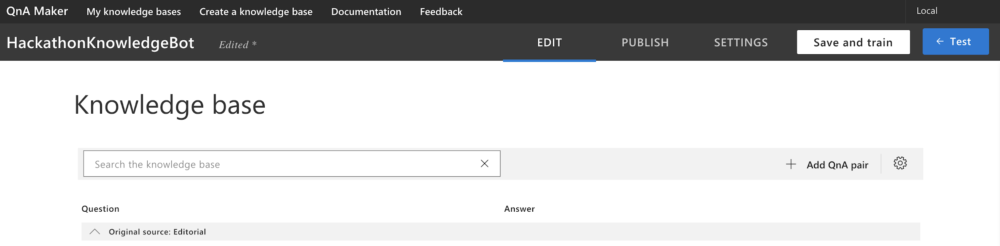 QnA Maker My knowledge bases Create a knowledge base Documentation Feedback Local
HackathonKnowledgeBot Edited * EDIT PUBLISH SETTINGS Save and train ← Test
Knowledge base
Search the knowledge base Add QnA pair
Question Answer
Original source: Editorial